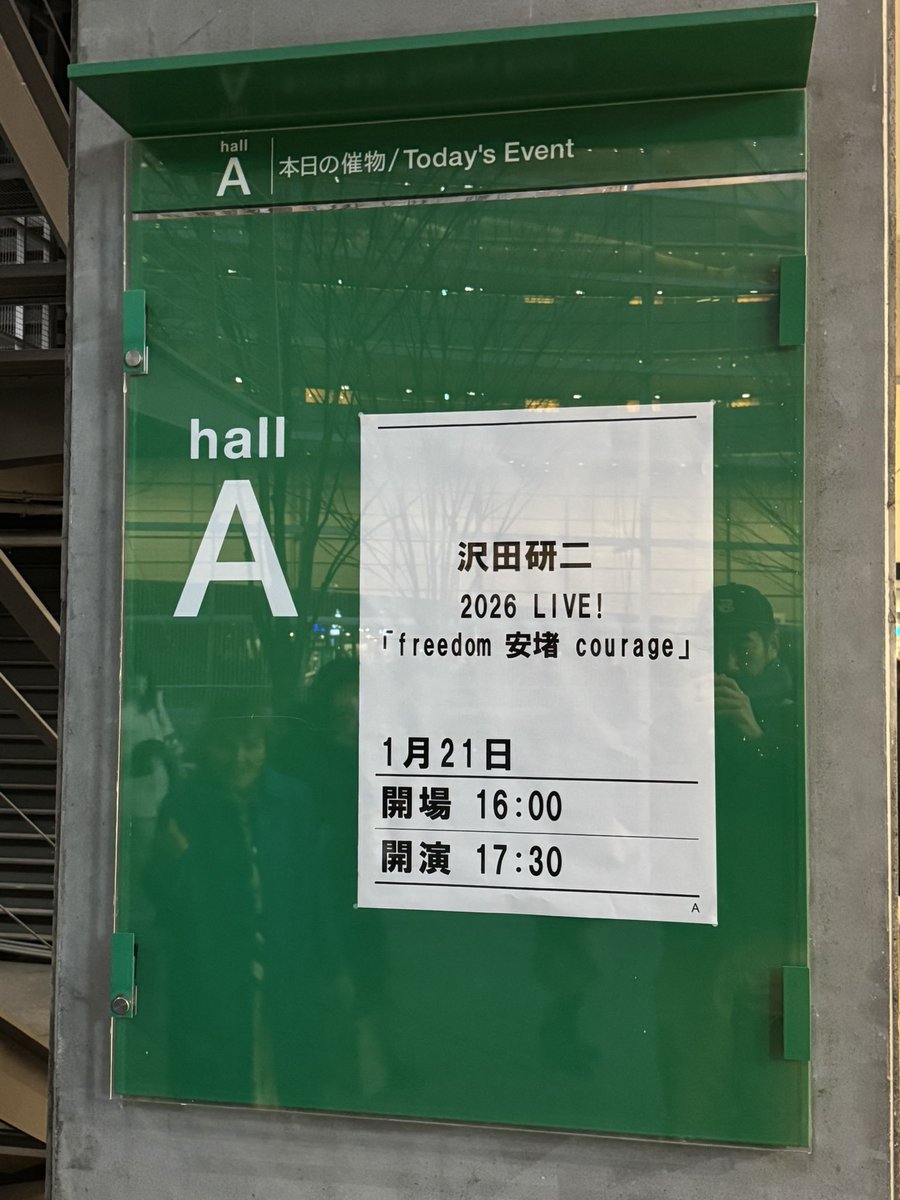 hall
A
本日の催物/Today's Event
hall
A
沢田研二
2026 LIVE!
「freedom 安堵 courage」
1月21日
開場 16:00
開演 17:30
A